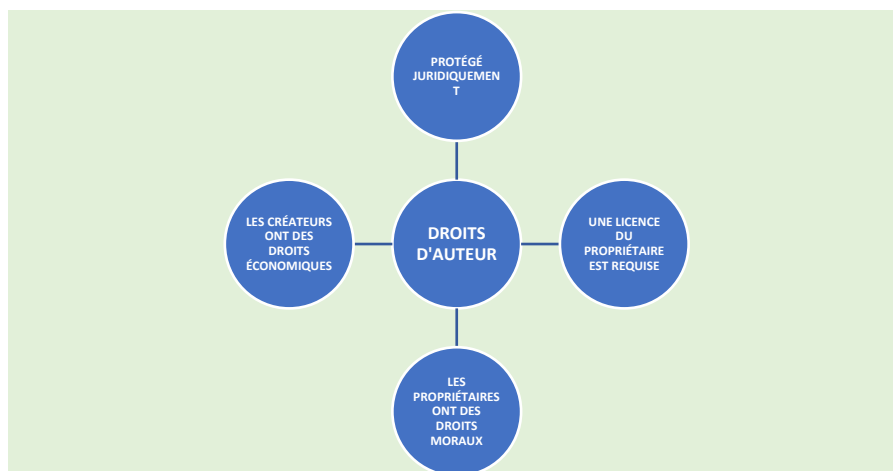 PROTÉGÉ
JURIDIQUEMEN
T
LES CRÉATEURS
ONT DES
DROITS
ÉCONOMIQUES
DROITS
D'AUTEUR
UNE LICENCE
DU
PROPRIÉTAIRE
EST REQUISE
LES
PROPRIÉTAIRES
ONT DES
DROITS
MORAUX